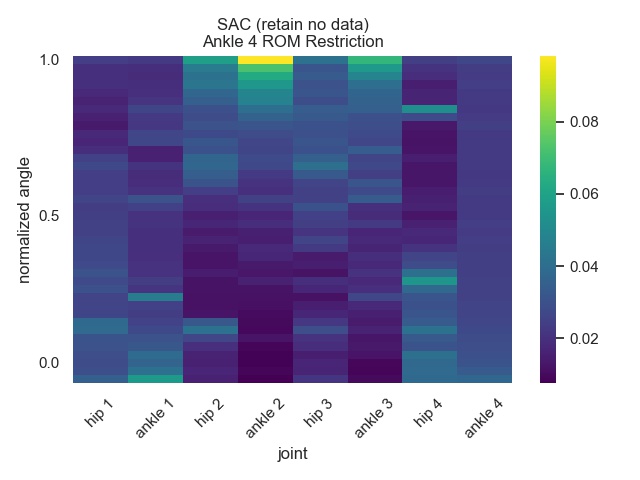 SAC (retain no data)
Ankle 4 ROM Restriction
normalized angle
1.0
0.5
0.0
hip 1
ankle 1
hip 2
ankle 2
hip 3
ankle 3
hip 4
ankle 4
joint
0.08
0.06
0.04
0.02